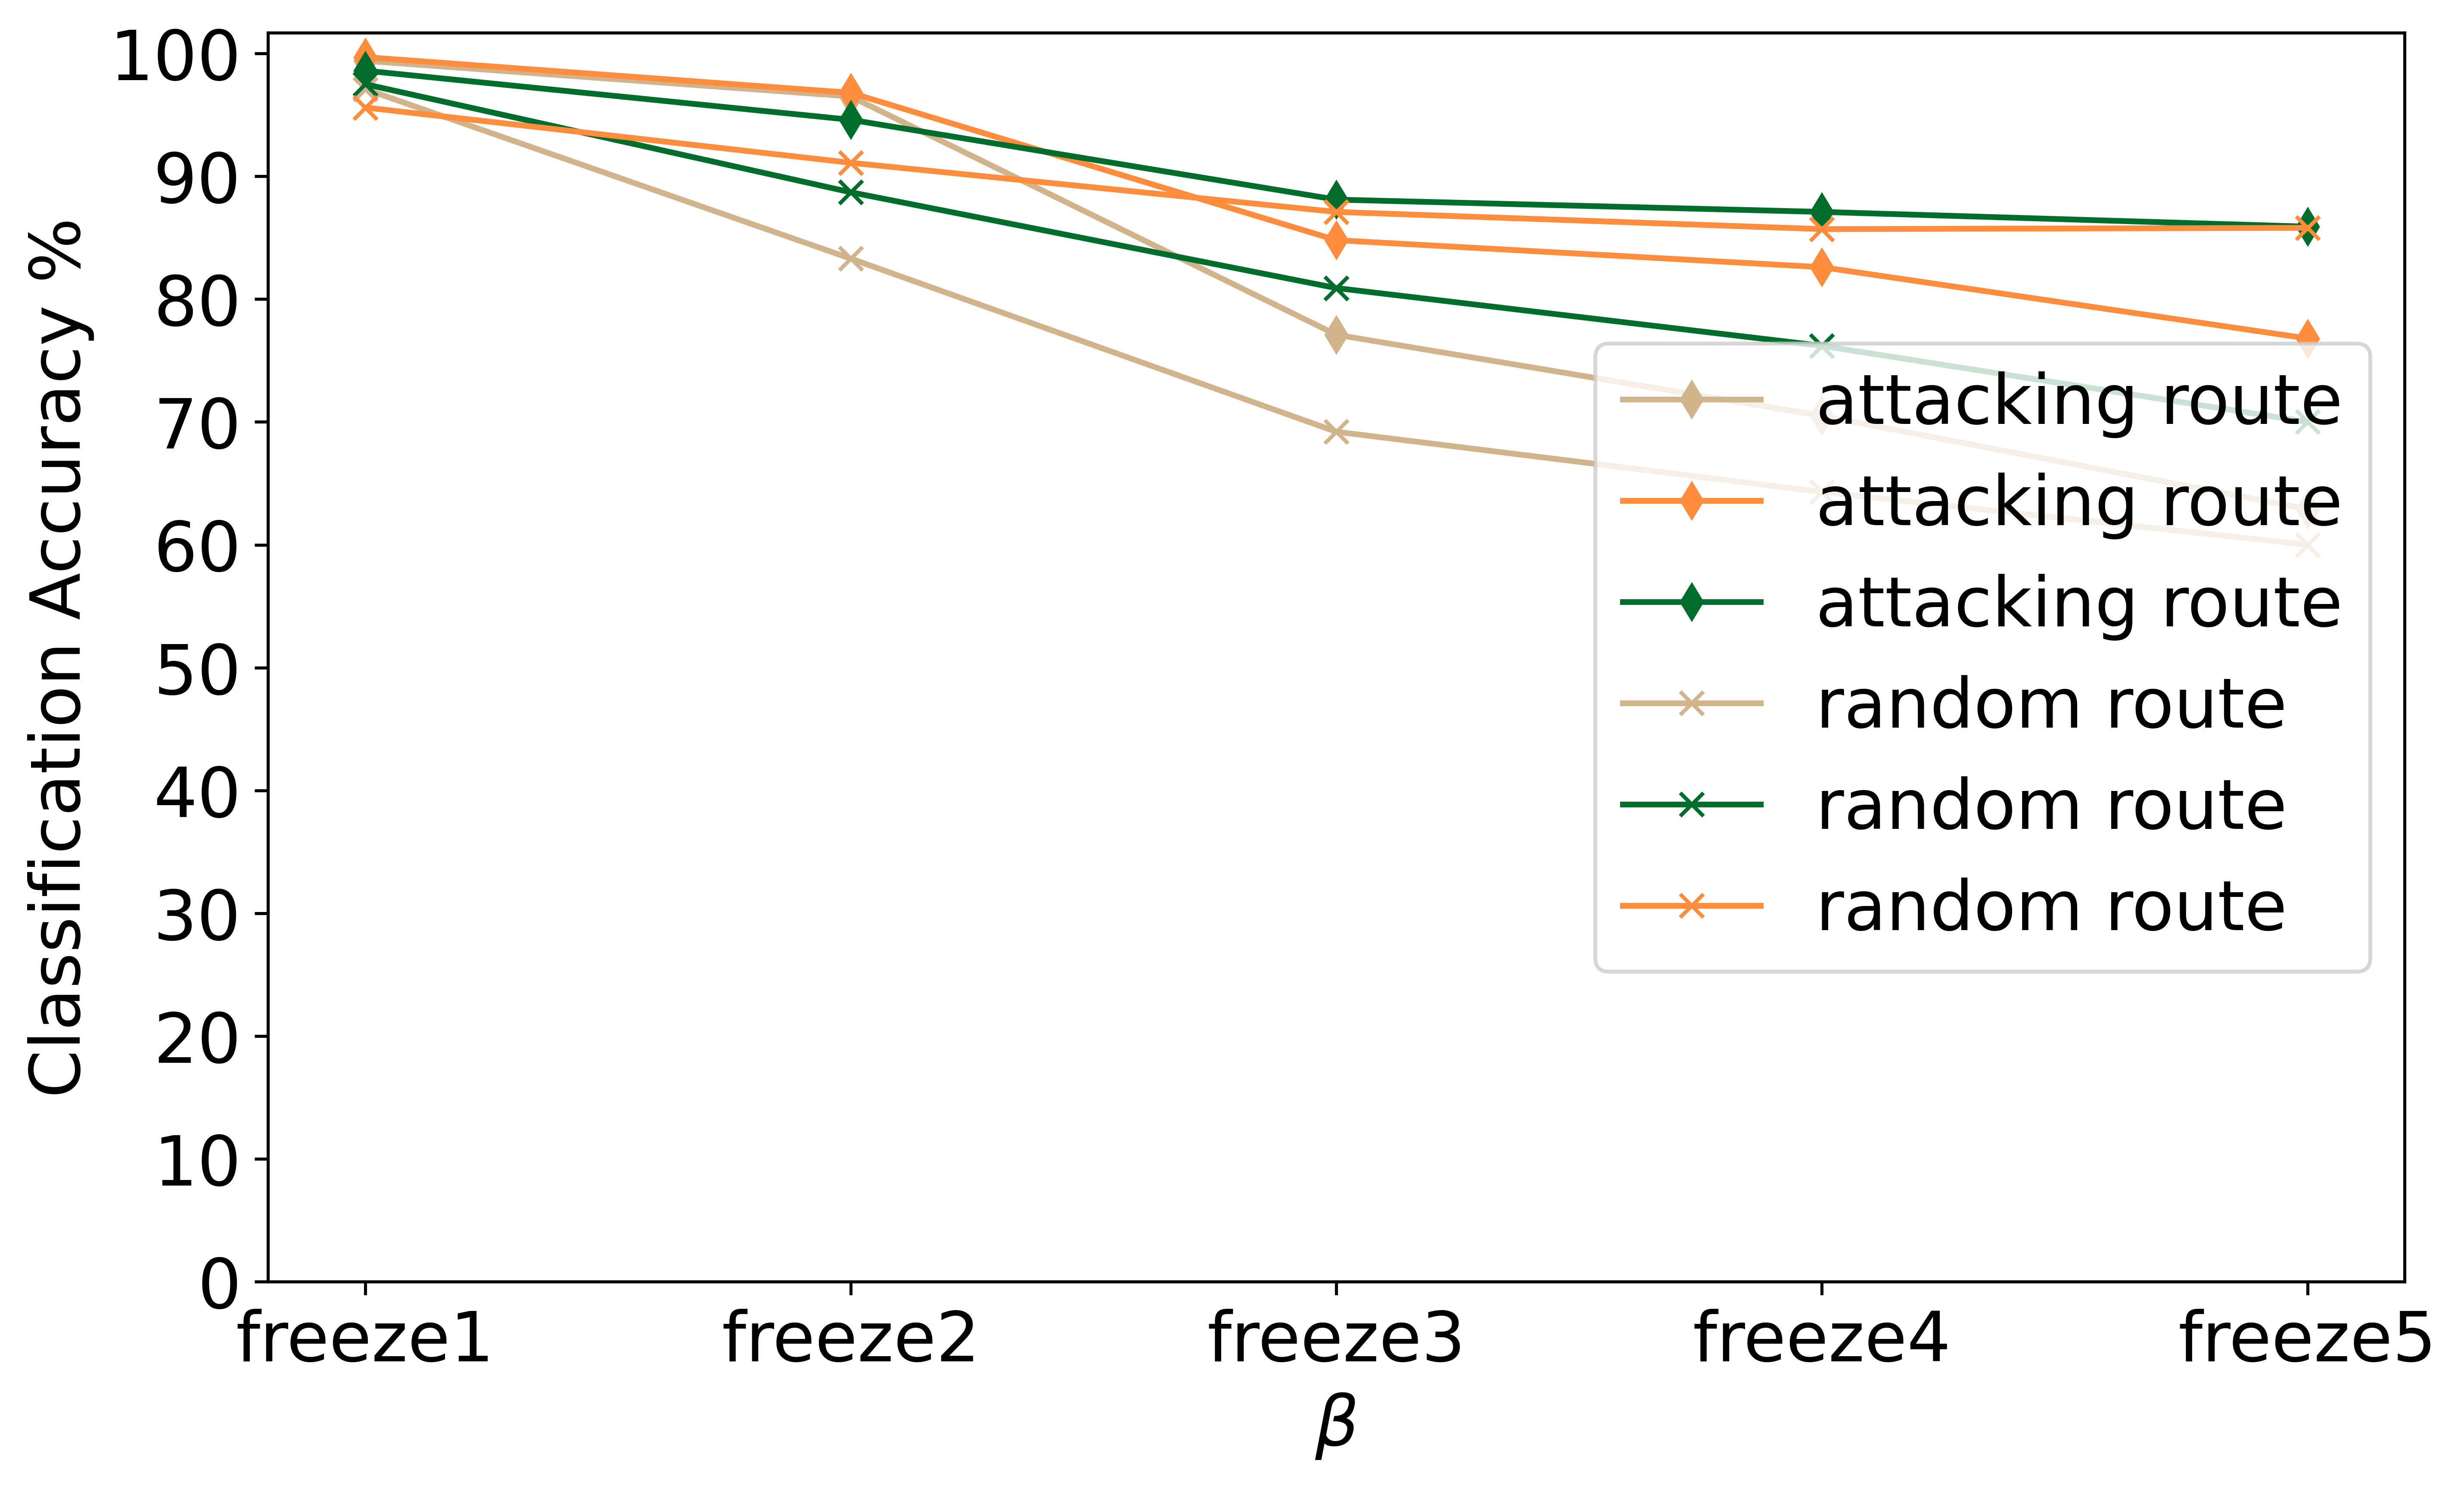 Classification Accuracy %
100
90
80
70
60
50
40
30
20
10
0
attacking route
attacking route
attacking route
random route
random route
random route
freeze1 freeze2 freeze3 freeze4 freeze5
β